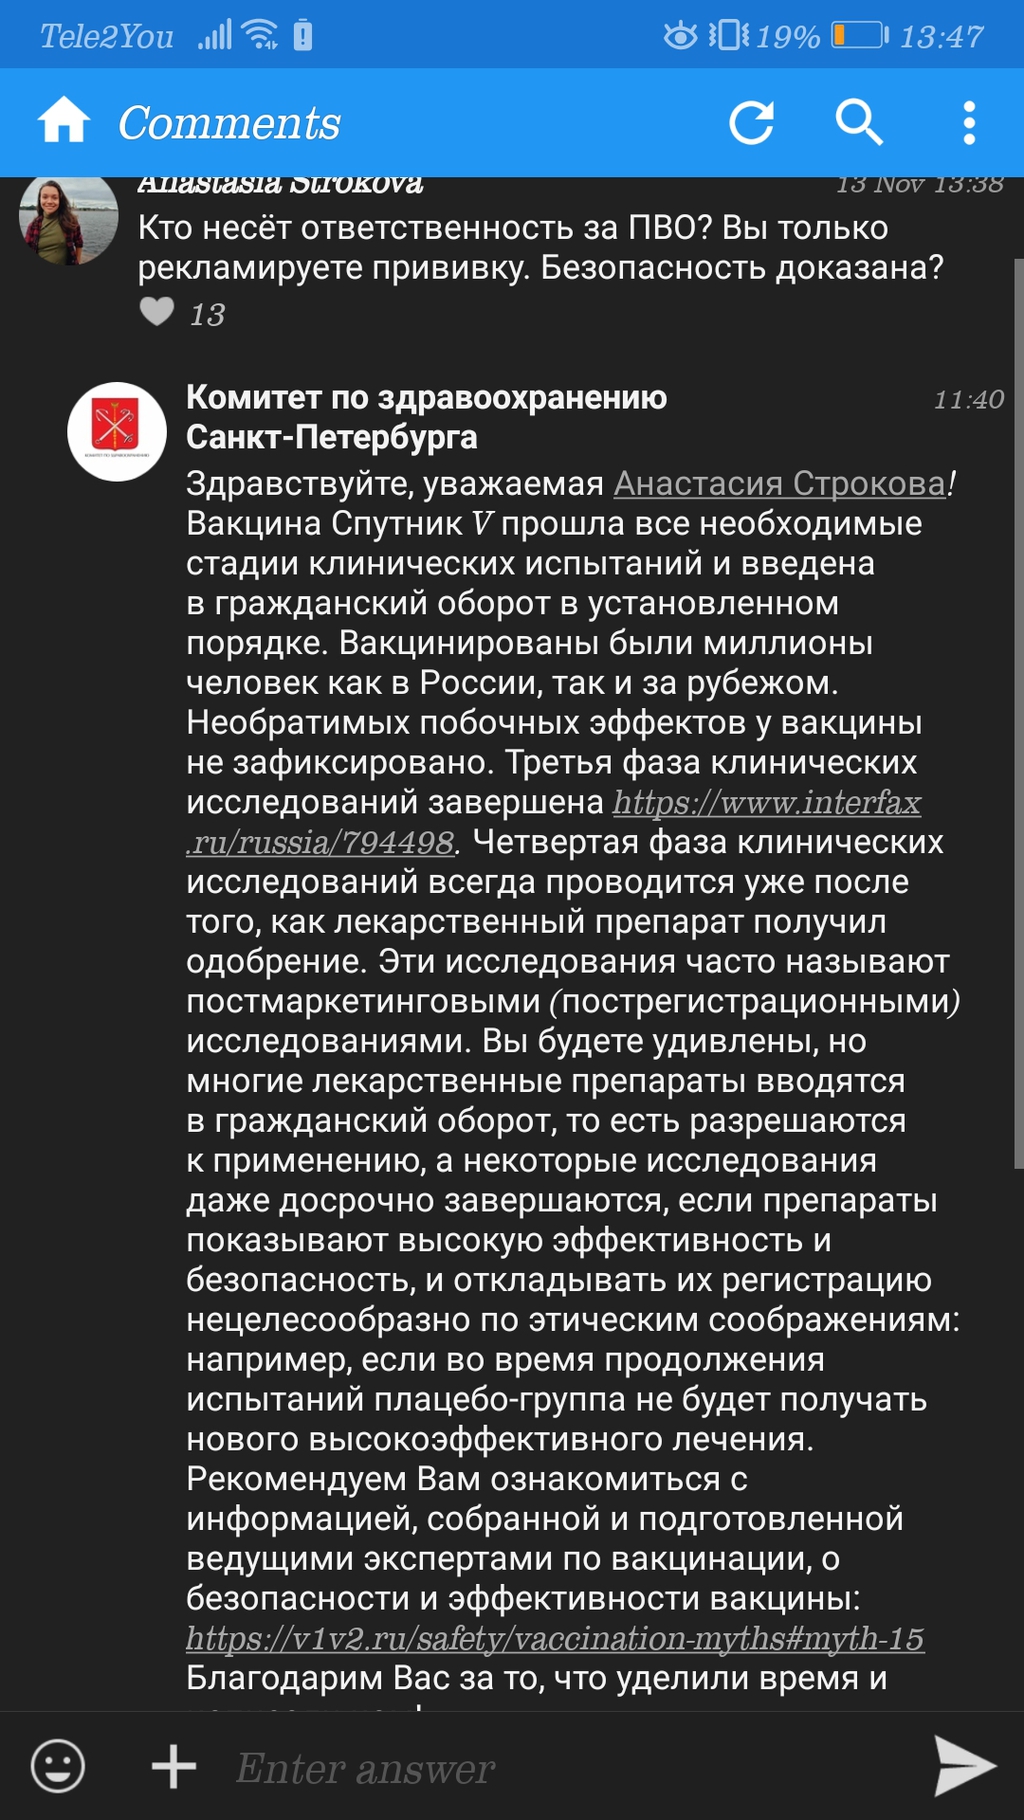 Tele2You 19% 13:47
Comments
Anastasia Strokova 13 Nov 13:38
Кто несёт ответственность за ПВО? Вы только
рекламируете прививку. Безопасность доказана?
13
Комитет по здравоохранению 11:40
Санкт-Петербурга
Здравствуйте, уважаемая Анастасия Строкова!
Вакцина Спутник V прошла все необходимые
стадии клинических испытаний и введена
в гражданский оборот в установленном
порядке. Вакцинированы были миллионы
человек как в России, так и за рубежом.
Необратимых побочных эффектов у вакцины
не зафиксировано. Третья фаза клинических
исследований завершена https://www.interfax
.ru/russia/794498. Четвертая фаза клинических
исследований всегда проводится уже после
того, как лекарственный препарат получил
одобрение. Эти исследования часто называют
постмаркетинговыми (пострегистрационными)
исследованиями. Вы будете удивлены, но
многие лекарственные препараты вводятся
в гражданский оборот, то есть разрешаются
к применению, а некоторые исследования
даже досрочно завершаются, если препараты
показывают высокую эффективность и
безопасность, и откладывать их регистрацию
нецелесообразно по этическим соображениям:
например, если во время продолжения
испытаний плацебо-группа не будет получать
нового высокоэффективного лечения.
Рекомендуем Вам ознакомиться с
информацией, собранной и подготовленной
ведущими экспертами по вакцинации, о
безопасности и эффективности вакцины:
https://v1v2.ru/safety/vaccination-myths#myth-15
Благодарим Вас за то, что уделили время и
Enter answer